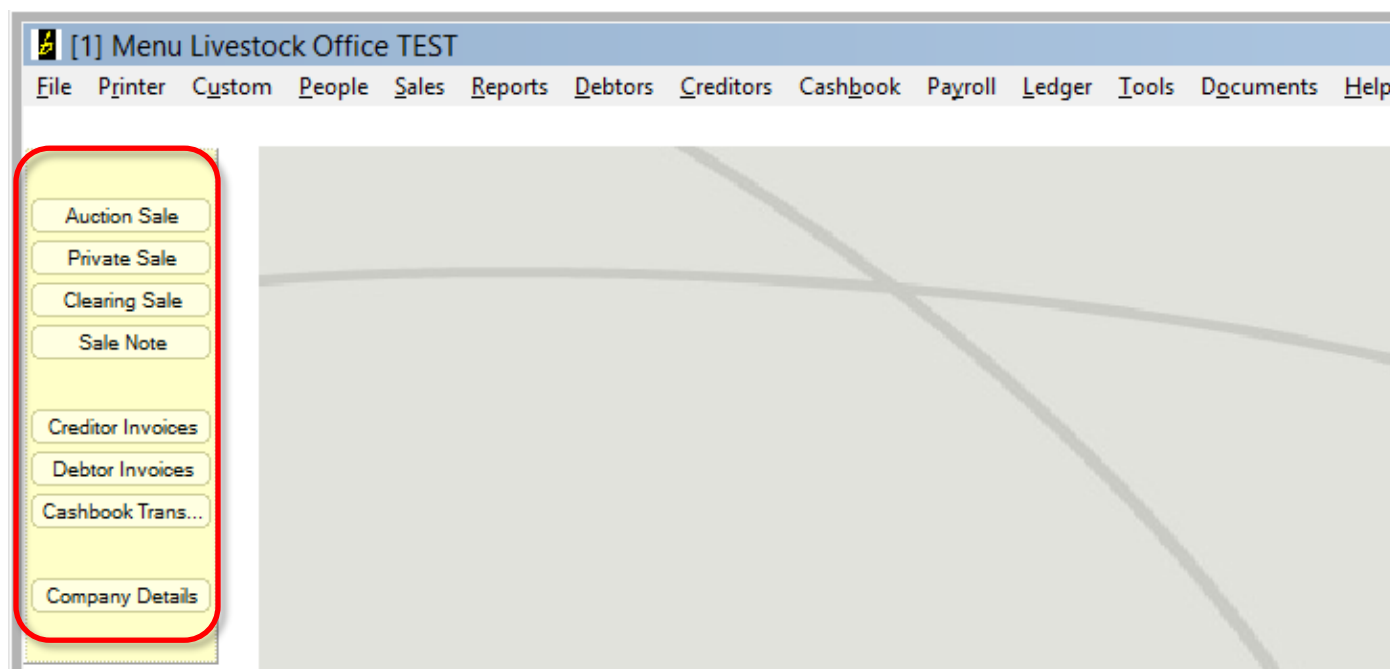 [1] Menu Livestock Office TEST
File Printer Custom People Sales Reports Debtors Creditors Cashbook Payroll Ledger Tools Documents Help
Auction Sale
Private Sale
Clearing Sale
Sale Note
Creditor Invoices
Debtor Invoices
Cashbook Trans...
Company Details